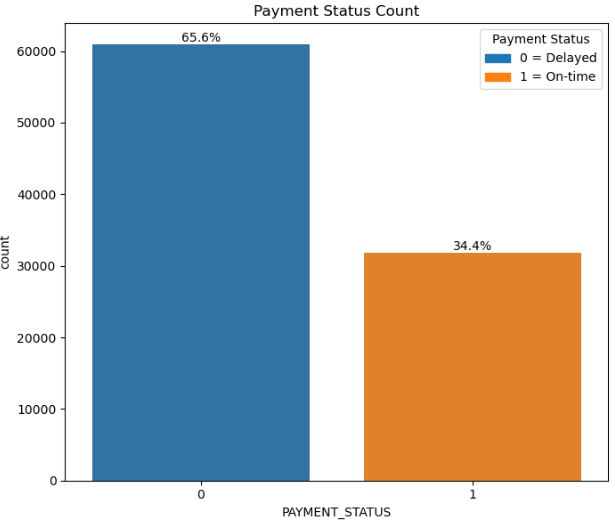 Payment Status Count
65.6%
34.4%
Payment Status
0 = Delayed
1 = On-time
60000
50000
40000
30000
20000
10000
0
count
0
1
PAYMENT_STATUS